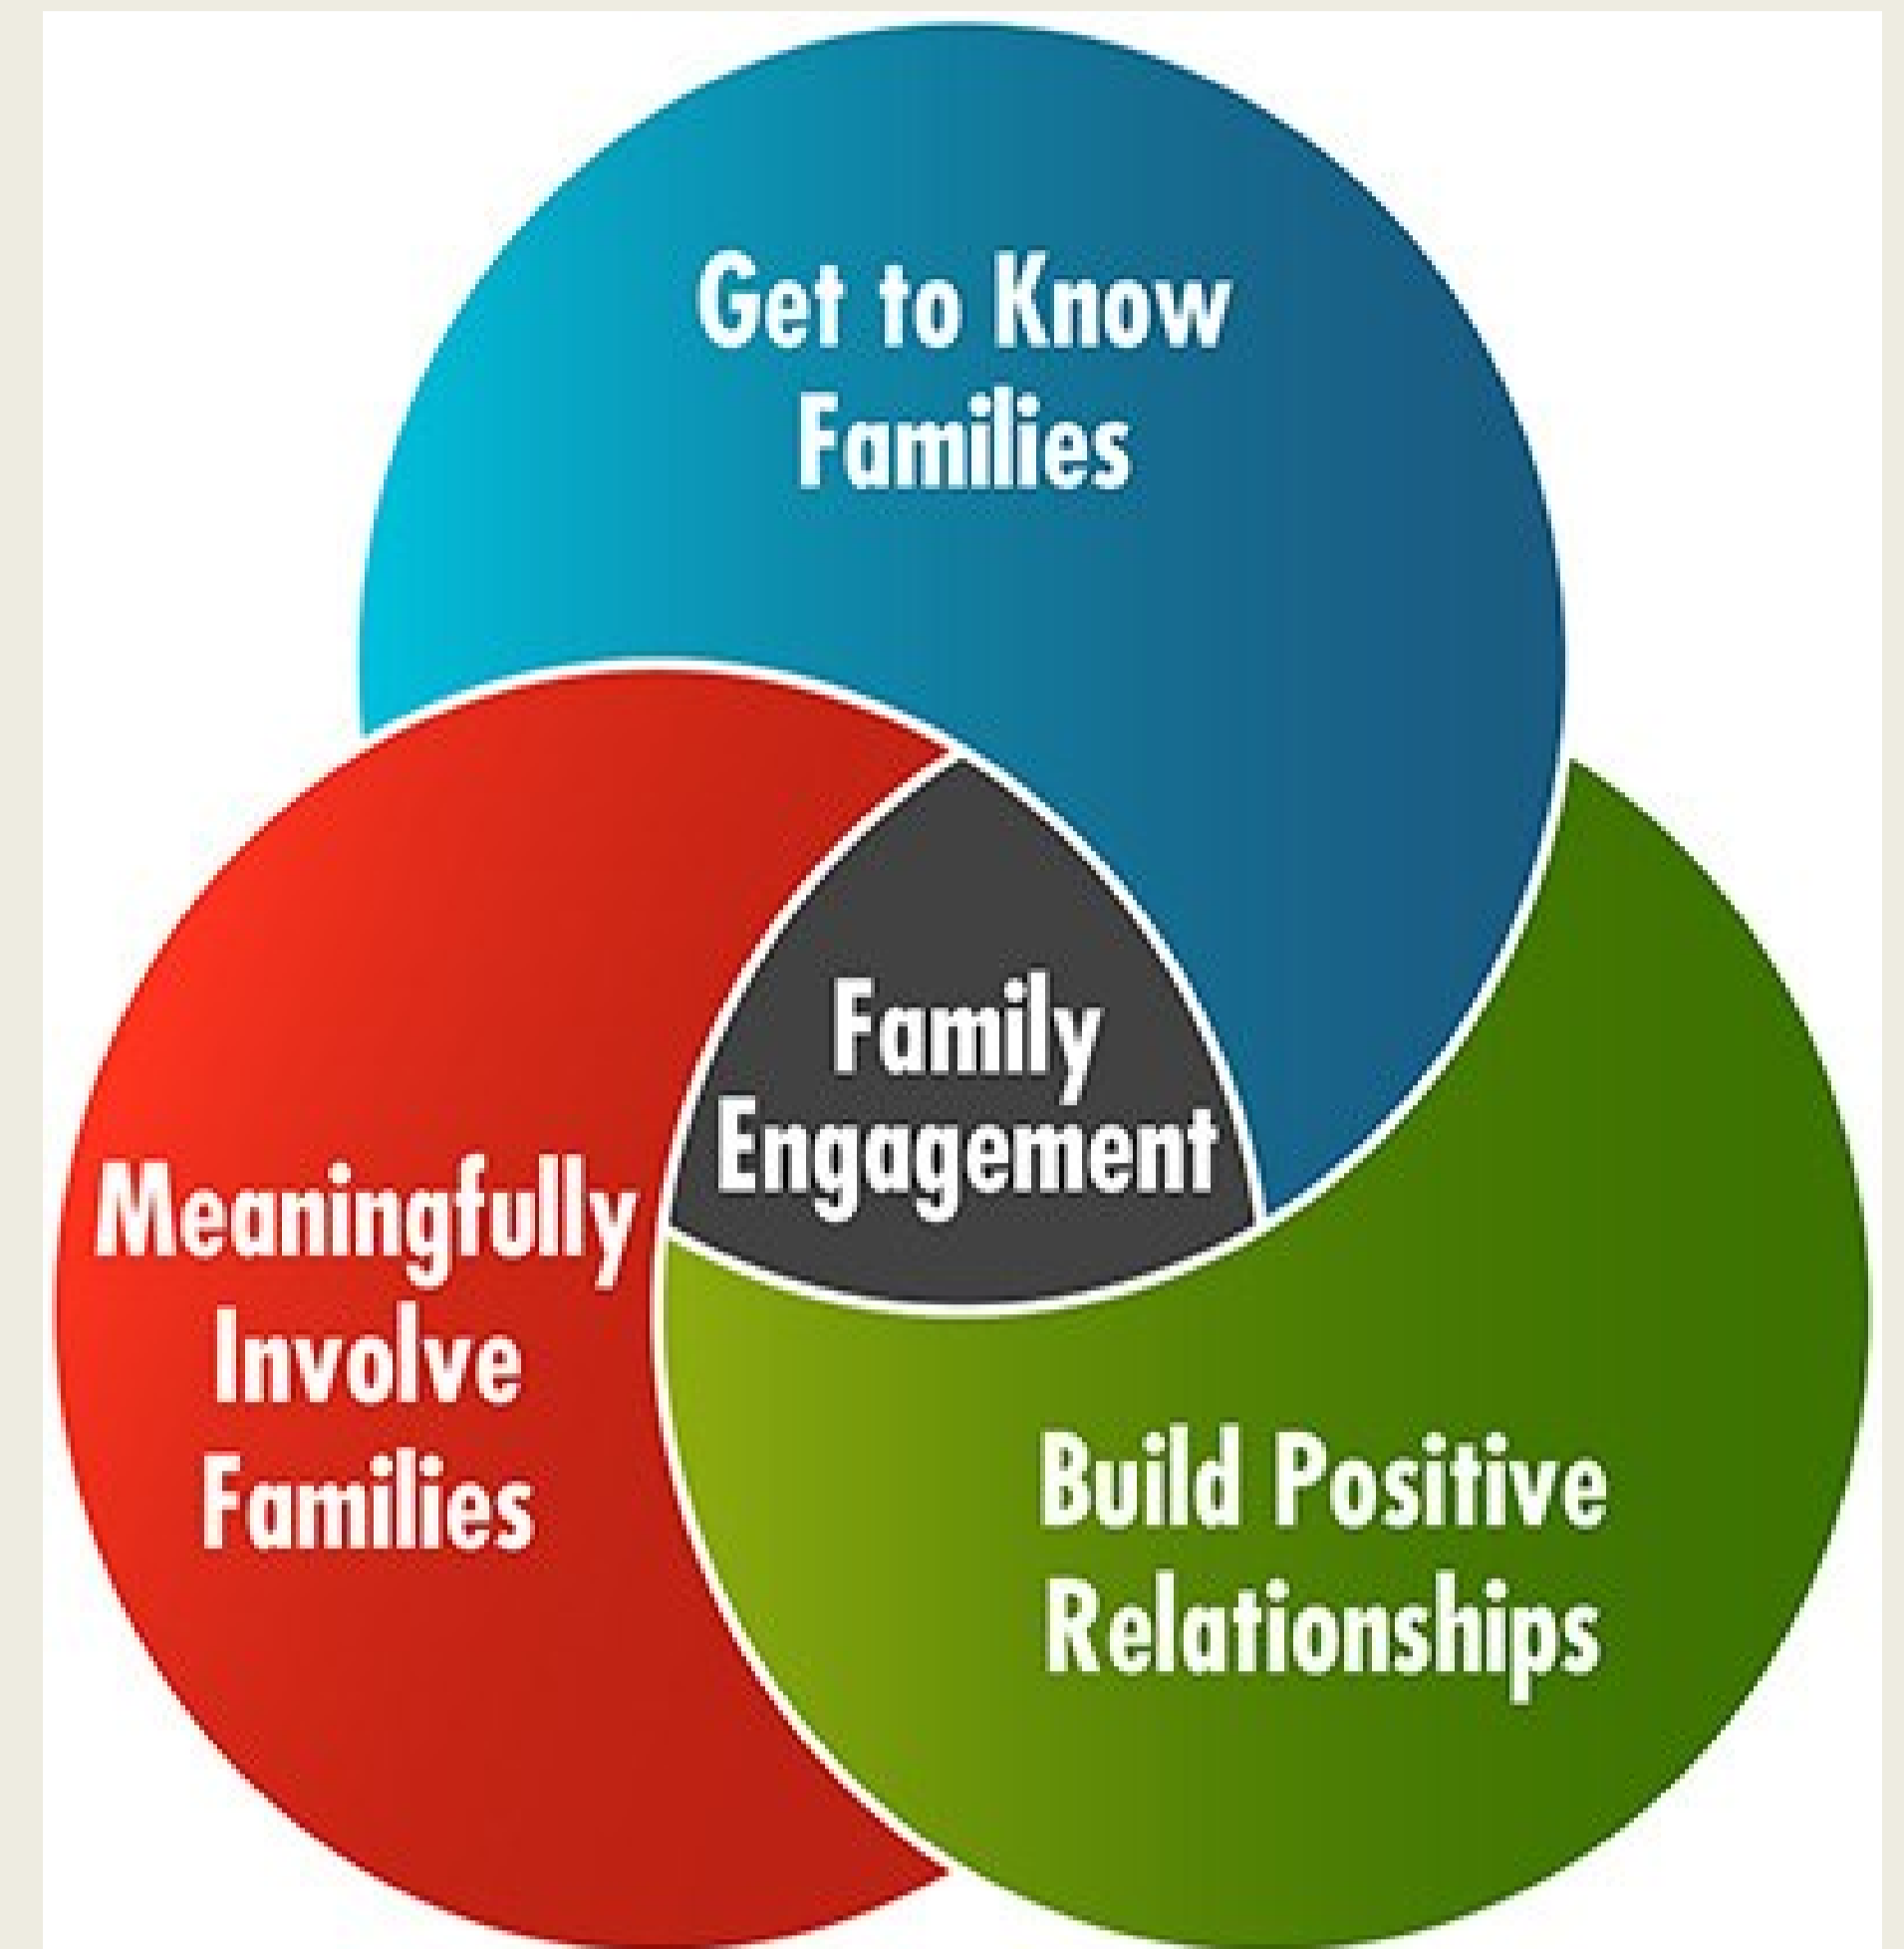 Get to Know
Families
Family
Engagement
Meaningfully
Involve
Families
Build Positive
Relationships